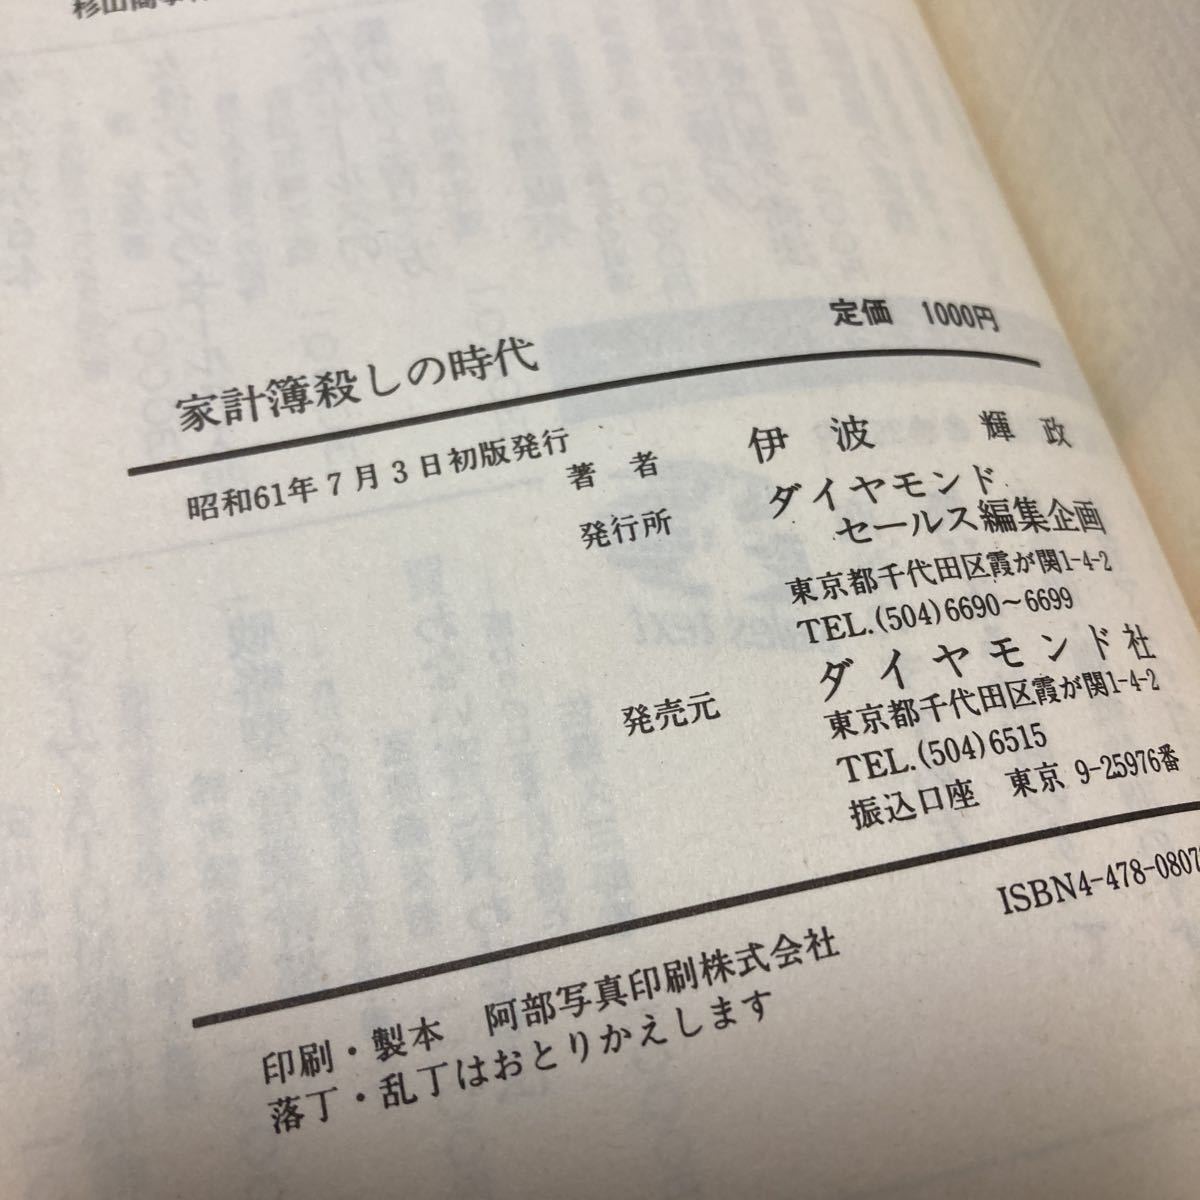 家計簿殺しの時代
定価 1000円
昭和61年7月3日初版発行
著者 伊波輝政
発行所 ダイヤモンド
セールス編集企画
東京都千代田区霞が関1-4-2
TEL.(504)6690〜6699
発売元 ダイヤモンド社
東京都千代田区霞が関1-4-2
TEL.(504)6515
振込口座 東京 9-25976番
ISBN4-478-0807
印刷・製本 阿部写真印刷株式会社
落丁・乱丁はおとりかえします